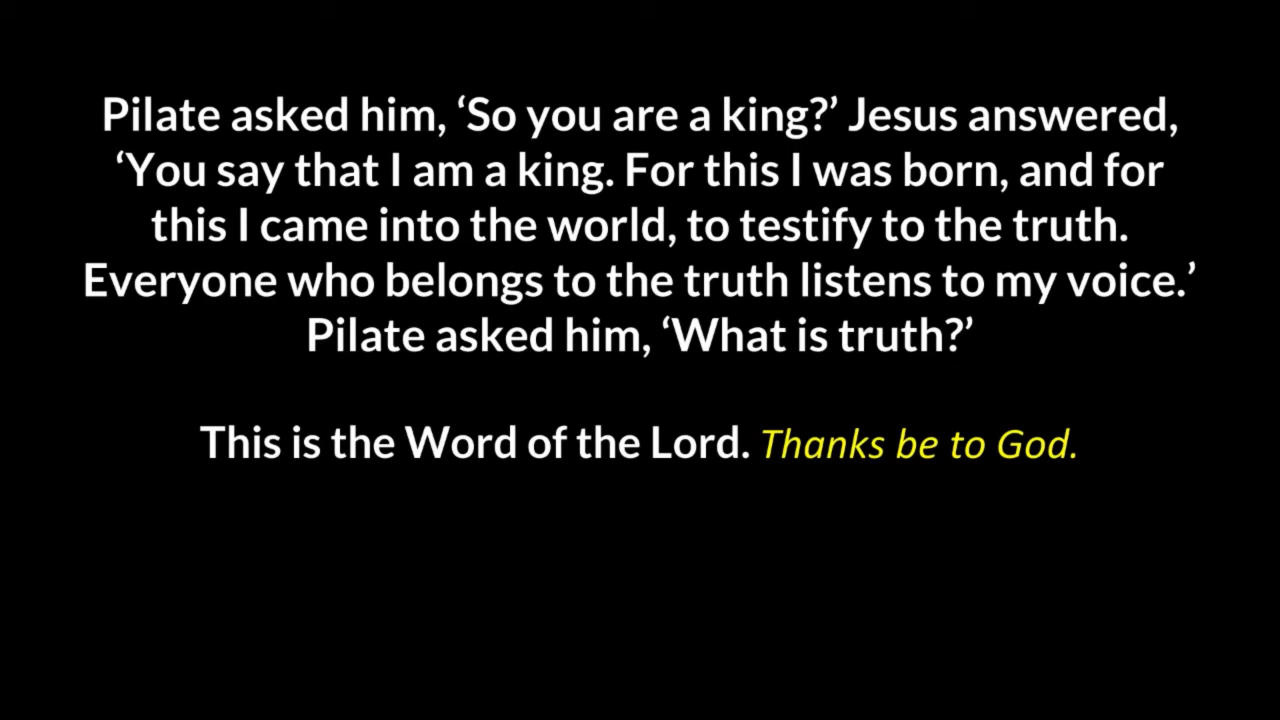 Pilate asked him, ‘So you are a king?’ Jesus answered,
‘You say that I am a king. For this I was born, and for
this I came into the world, to testify to the truth.
Everyone who belongs to the truth listens to my voice.’
Pilate asked him, ‘What is truth?’
This is the Word of the Lord. Thanks be to God.